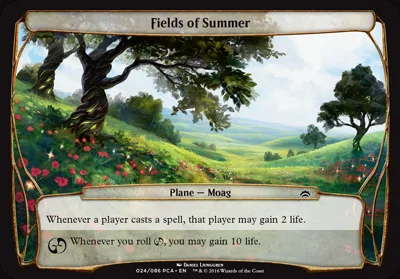 Fields of Summer
Plane — Moag
Whenever a player casts a spell, that player may gain 2 life.
Whenever you roll , you may gain 10 life.
Daniel Ljunggren
024/086 PCA • EN ™ & © 2016 Wizards of the Coast